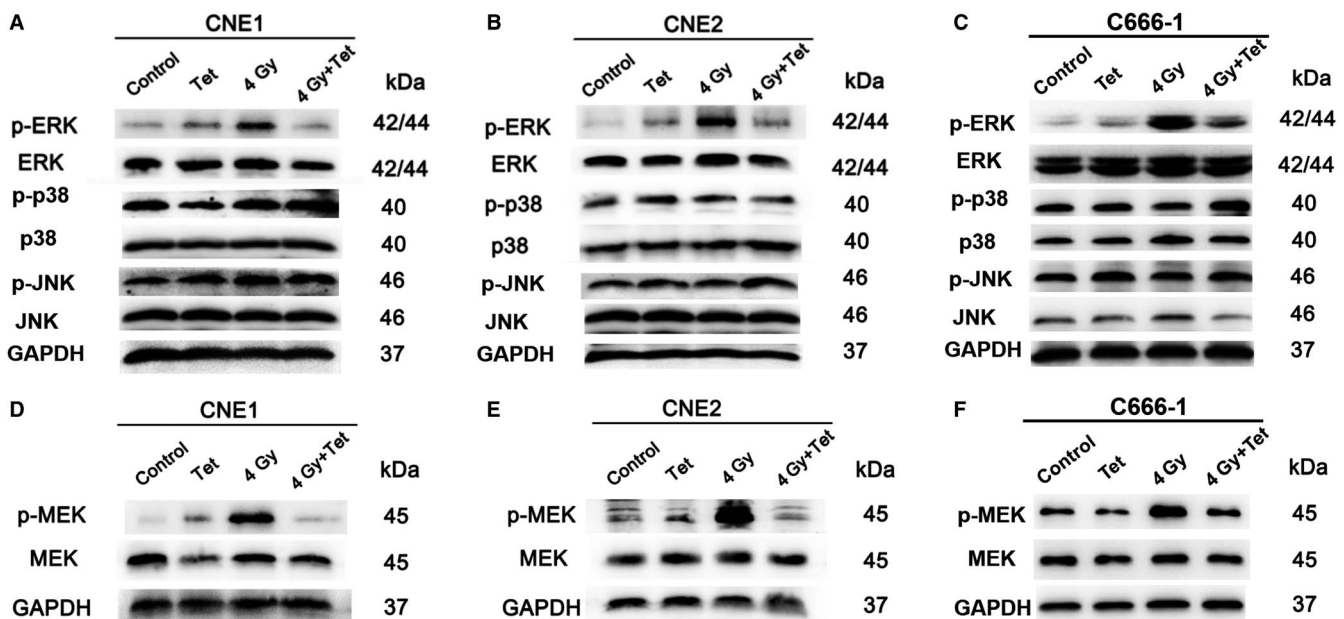 A CNE1
Control Tet 4 Gy 4 Gy+Tet kDa
p-ERK 42/44
ERK 42/44
p-p38 40
p38 40
p-JNK 46
JNK 46
GAPDH 37
B CNE2
Control Tet 4 Gy 4 Gy+Tet kDa
p-ERK 42/44
ERK 42/44
p-p38 40
p38 40
p-JNK 46
JNK 46
GAPDH 37
C C666-1
Control Tet 4 Gy 4 Gy+Tet kDa
p-ERK 42/44
ERK 42/44
p-p38 40
p38 40
p-JNK 46
JNK 46
GAPDH 37
D CNE1
Control Tet 4 Gy 4 Gy+Tet kDa
p-MEK 45
MEK 45
GAPDH 37
E CNE2
Control Tet 4 Gy 4 Gy+Tet kDa
p-MEK 45
MEK 45
GAPDH 37
F C666-1
Control Tet 4 Gy 4 Gy+Tet kDa
p-MEK 45
MEK 45
GAPDH 37